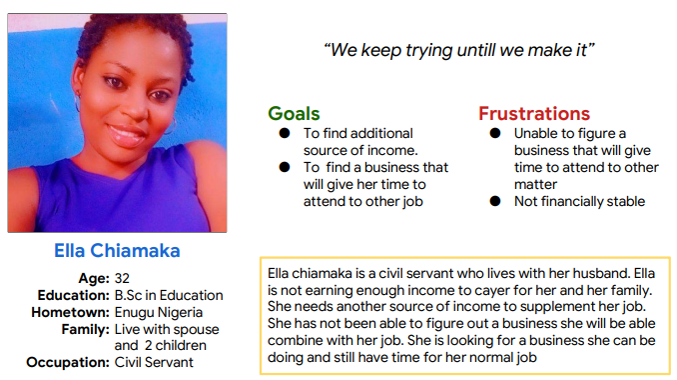 “We keep trying untill we make it”
Goals
● To find additional
source of income.
● To find a business that
will give her time to
attend to other job
Frustrations
● Unable to figure a
business that will give
time to attend to other
matter
● Not financially stable
Ella Chiamaka
Age: 32
Education: B.Sc in Education
Hometown: Enugu Nigeria
Family: Live with spouse
and 2 children
Occupation: Civil Servant
Ella chiamaka is a civil servant who lives with her husband. Ella
is not earning enough income to cayer for her and her family.
She needs another source of income to supplement her job.
She has not been able to figure out a business she will be able
combine with her job. She is looking for a business she can be
doing and still have time for her normal job